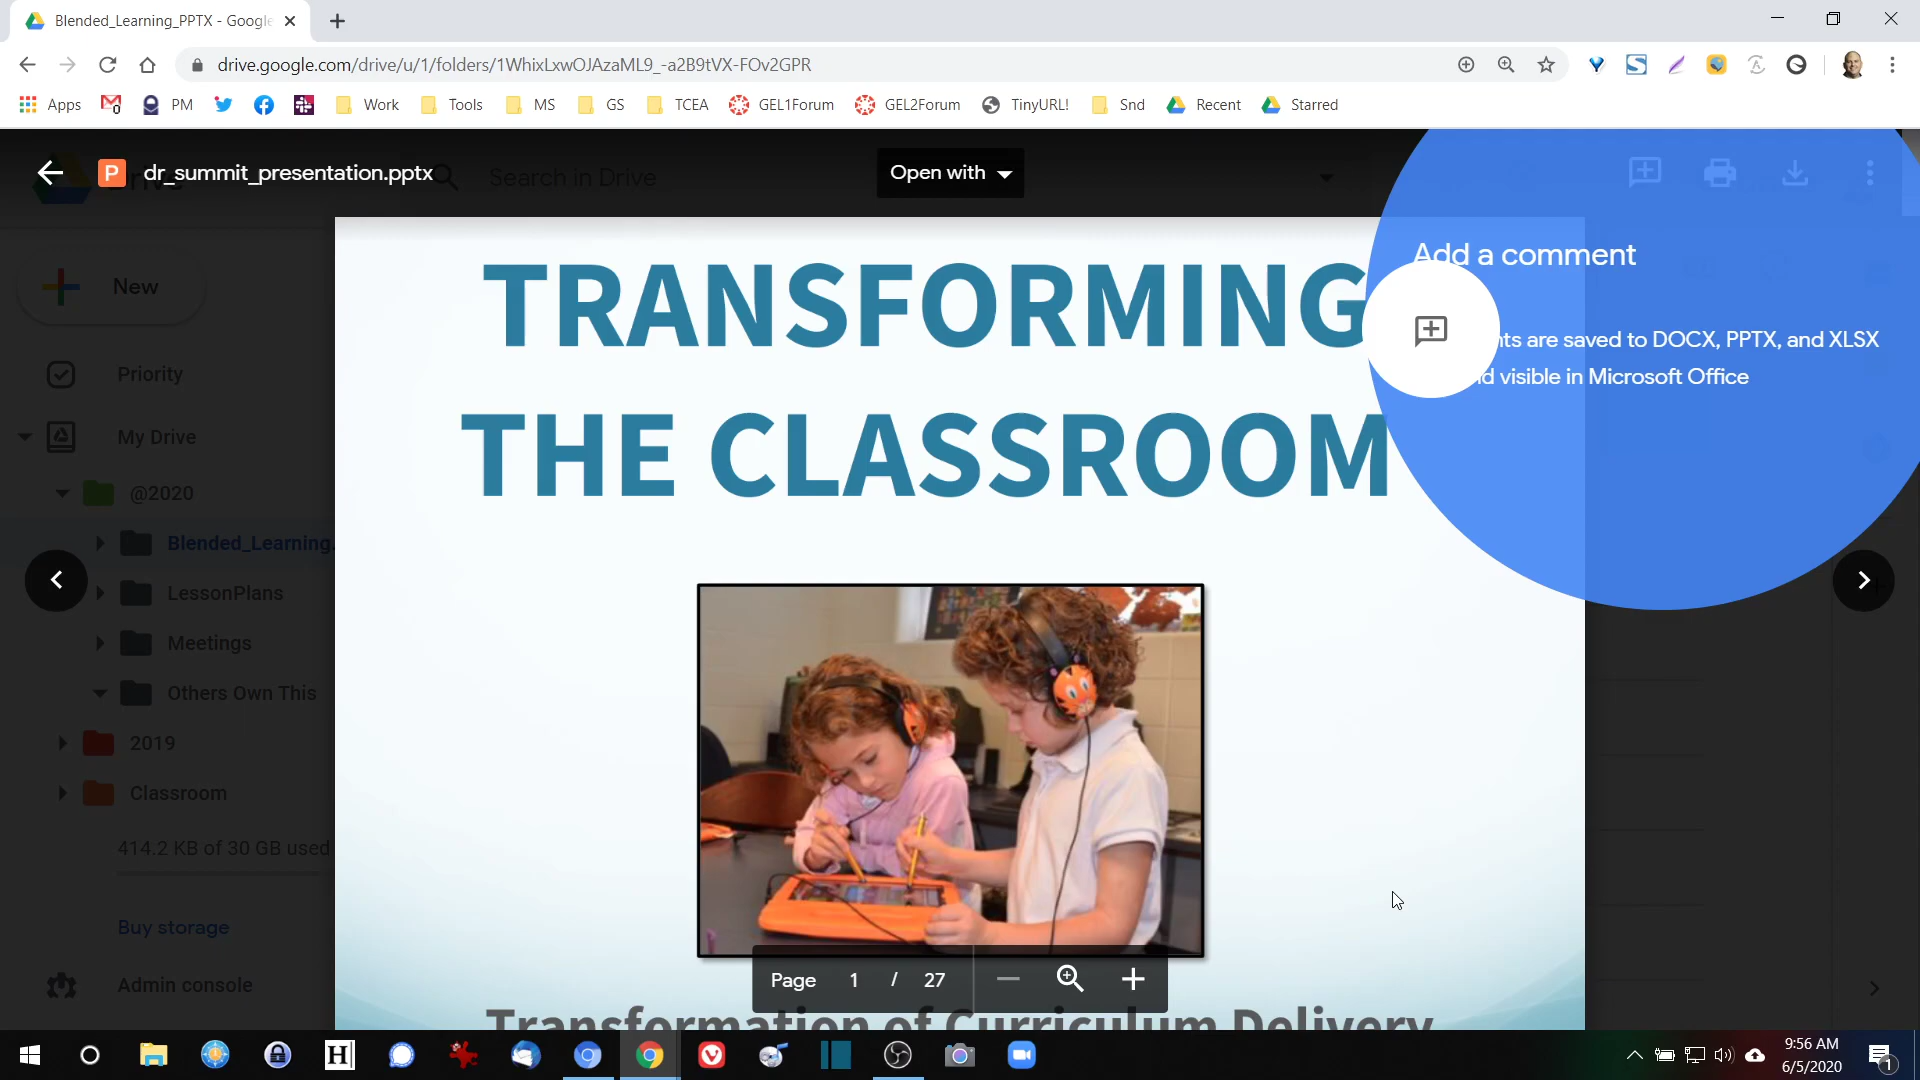 Blended_Learning_PPTX - Google
drive.google.com/drive/u/1/folders/1WhixLxwOJAzaML9_-a2B9tVX-FOv2GPR
Apps PM Work Tools MS GS TCEA GEL1Forum GEL2Forum TinyURL! Snd Recent Starred
P dr_summit_presentation.pptx
Search in Drive
Open with
Add a comment
nts are saved to DOCX, PPTX, and XLSX
visible in Microsoft Office
New
Priority
My Drive
@2020
Blended_Learning.
LessonPlans
Meetings
Others Own This
2019
Classroom
414.2 KB of 30 GB used
Buy storage
Admin console
TRANSFORMING
THE CLASSROOM
Transformation of Curriculum Delivery
Page 1 / 27
9:56 AM
6/5/2020
1